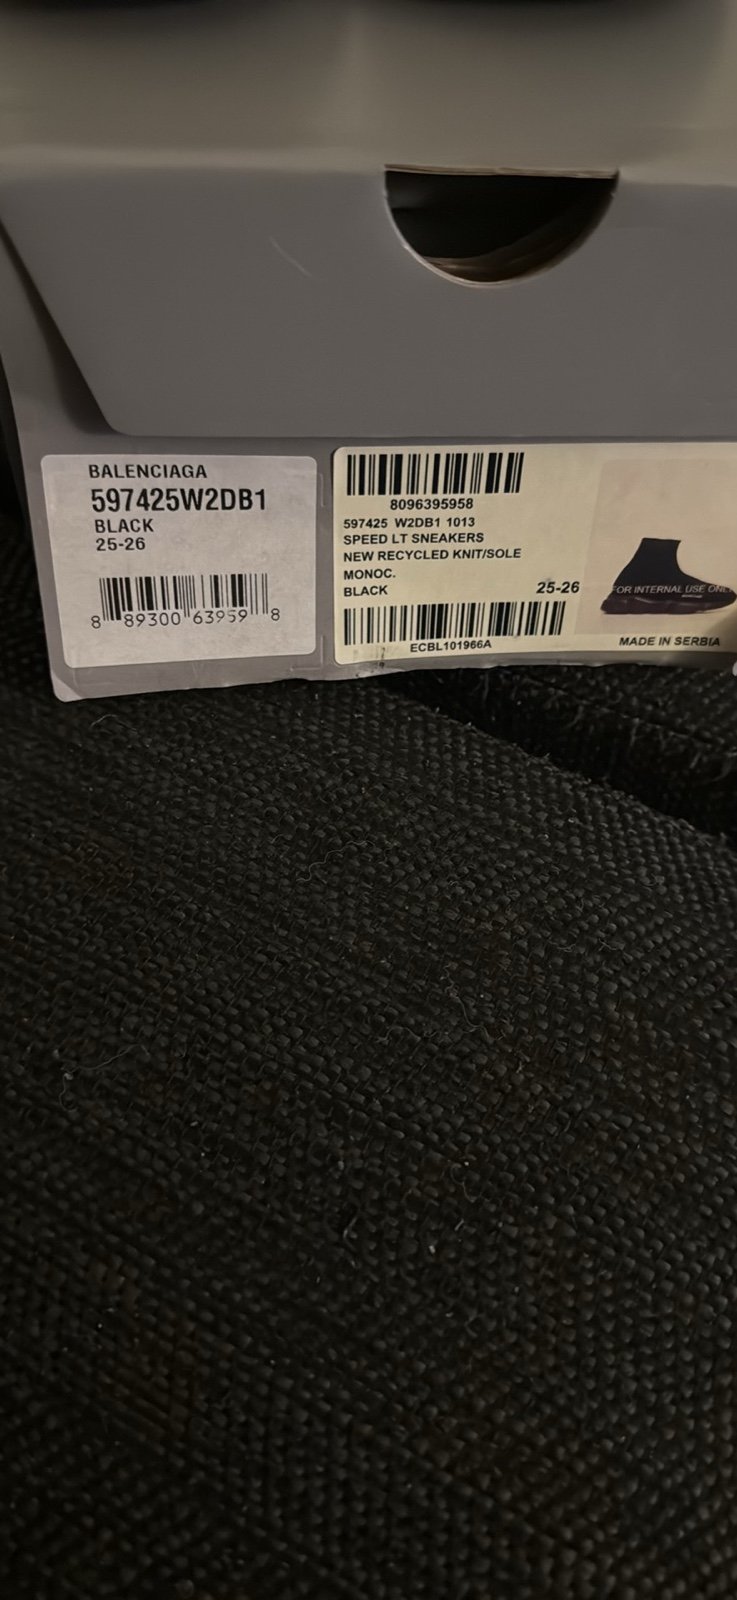 BALENCIAGA
597425W2DB1
BLACK
25-26
8 89300 63959 8
8096395958
597425 W2DB1 1013
SPEED LT SNEAKERS
NEW RECYCLED KNIT/SOLE
MONOC.
BLACK
25-26
ECBL101966A
FOR INTERNAL USE ONLY
MADE IN SERBIA